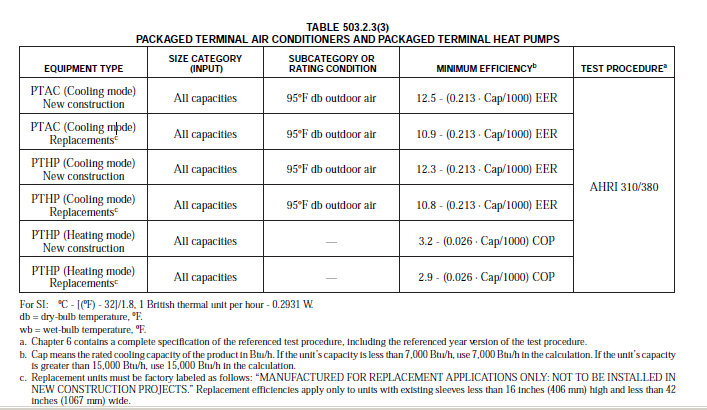 TABLE 503.2.3(3)
PACKAGED TERMINAL AIR CONDITIONERS AND PACKAGED TERMINAL HEAT PUMPS
EQUIPMENT TYPE
SIZE CATEGORY
(INPUT)
SUBCATEGORY OR
RATING CONDITION
MINIMUM EFFICIENCYᵇ
TEST PROCEDUREᵃ
PTAC (Cooling mode)
New construction
All capacities
95°F db outdoor air
12.5 - (0.213 · Cap/1000) EER
PTAC (Cooling mode)
Replacementsᶜ
All capacities
95°F db outdoor air
10.9 - (0.213 · Cap/1000) EER
PTHP (Cooling mode)
New construction
All capacities
95°F db outdoor air
12.3 - (0.213 · Cap/1000) EER
PTHP (Cooling mode)
Replacementsᶜ
All capacities
95°F db outdoor air
10.8 - (0.213 · Cap/1000) EER
PTHP (Heating mode)
New construction
All capacities
—
3.2 - (0.026 · Cap/1000) COP
PTHP (Heating mode)
Replacementsᶜ
All capacities
—
2.9 - (0.026 · Cap/1000) COP
AHRI 310/380
For SI: °C - [(°F) - 32]/1.8, 1 British thermal unit per hour - 0.2931 W.
db = dry-bulb temperature, °F.
wb = wet-bulb temperature, °F.
a. Chapter 6 contains a complete specification of the referenced test procedure, including the referenced year version of the test procedure.
b. Cap means the rated cooling capacity of the product in Btu/h. If the unit's capacity is less than 7,000 Btu/h, use 7,000 Btu/h in the calculation. If the unit's capacity
is greater than 15,000 Btu/h, use 15,000 Btu/h in the calculation.
c. Replacement units must be factory labeled as follows: “MANUFACTURED FOR REPLACEMENT APPLICATIONS ONLY: NOT TO BE INSTALLED IN
NEW CONSTRUCTION PROJECTS.” Replacement efficiencies apply only to units with existing sleeves less than 16 inches (406 mm) high and less than 42
inches (1067 mm) wide.